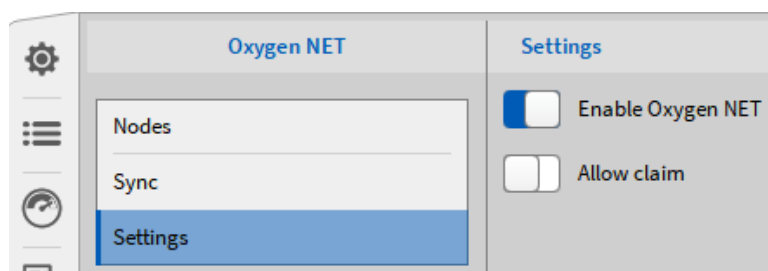 Oxygen NET
Settings
Nodes
Sync
Settings
Enable Oxygen NET
Allow claim